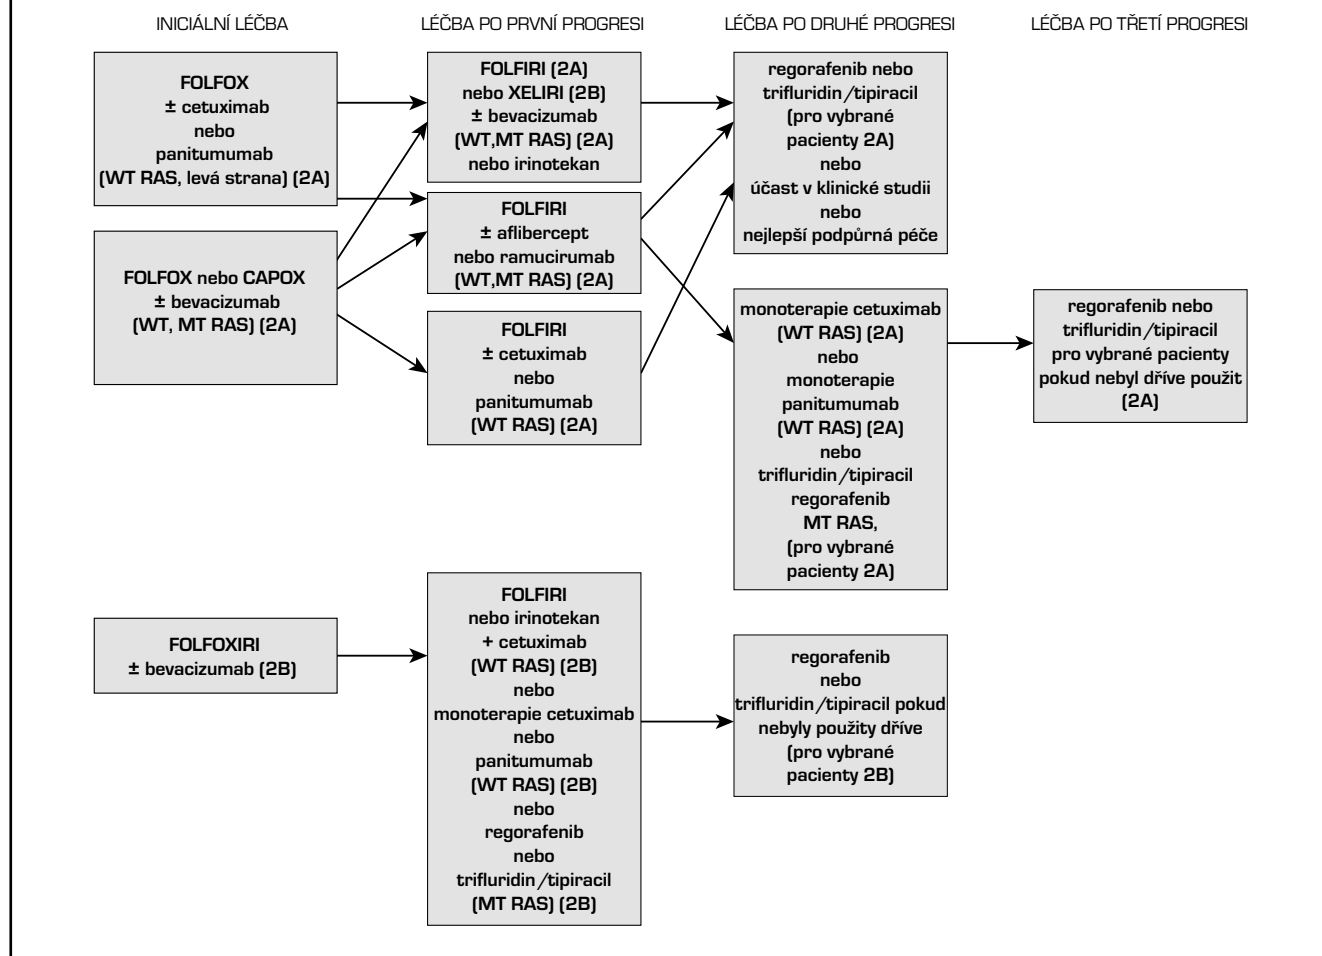 INICIÁLNÍ LÉČBA
LÉČBA PO PRVNÍ PROGRESI
LÉČBA PO DRUHÉ PROGRESI
LÉČBA PO TŘETÍ PROGRESI
FOLFOX
± cetuximab
nebo
panitumumab
(WT RAS, levá strana) (2A)
FOLFOX nebo CAPOX
± bevacizumab
(WT, MT RAS) (2A)
FOLFOXIRI
± bevacizumab (2B)
FOLFIRI (2A)
nebo XELIRI (2B)
± bevacizumab
(WT,MT RAS) (2A)
nebo irinotekan
FOLFIRI
± aflibercept
nebo ramucirumab
(WT,MT RAS) (2A)
FOLFIRI
± cetuximab
nebo
panitumumab
(WT RAS) (2A)
FOLFIRI
nebo irinotekan
+ cetuximab
(WT RAS) (2B)
nebo
monoterapie cetuximab
nebo
panitumumab
(WT RAS) (2B)
nebo
regorafenib
nebo
trifluridin/tipiracil
(MT RAS) (2B)
regorafenib nebo
trifluridin/tipiracil
(pro vybrané
pacienty 2A)
nebo
účast v klinické studii
nebo
nejlepší podpůrná péče
monoterapie cetuximab
(WT RAS) (2A)
nebo
monoterapie
panitumumab
(WT RAS) (2A)
nebo
trifluridin/tipiracil
regorafenib
MT RAS,
(pro vybrané
pacienty 2A)
regorafenib
nebo
trifluridin/tipiracil pokud
nebyly použity dříve
(pro vybrané
pacienty 2B)
regorafenib nebo
trifluridin/tipiracil
pro vybrané pacienty
pokud nebyl dříve použit
(2A)